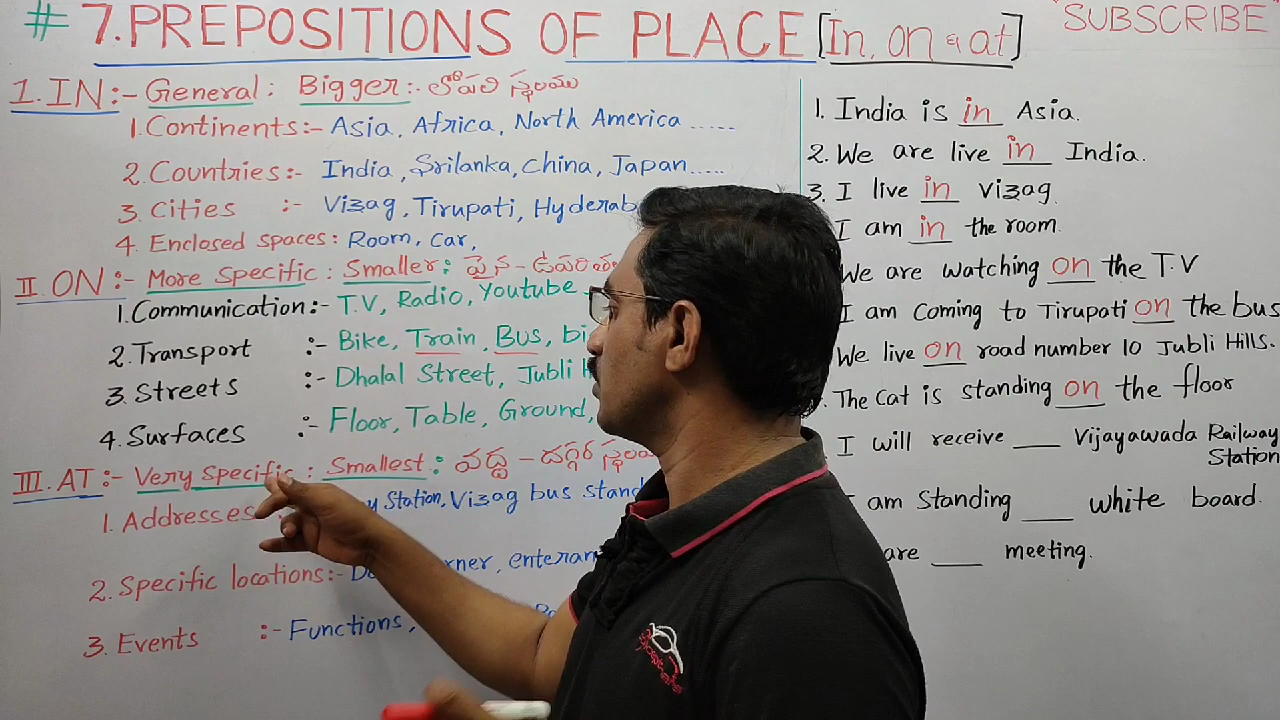 # 7. PREPOSITIONS OF PLACE [In, on & at]
"SUBSCRIBE"
1. IN :- General : Bigger :- లోపలి స్థలము
1. Continents :- Asia, Africa, North America .....
2. Countries :- India, Srilanka, China, Japan.....
3. Cities :- Vizag, Tirupati,
4. Enclosed spaces : Room, Car,
II. ON :- More Specific : Smaller : పైన -
1. Communication :- T.V, Radio, Youtube
2. Transport :- Bike, Train, Bus,
3. Streets :- Dhalal Street, Jubli
4. Surfaces :- Floor, Table, Ground,
III. AT :- Very Specific : Smallest : వద్ద - దగ్గర
1. Addresses Station, Vizag bus stand
2. Specific locations :-
3. Events :- Functions,
1. India is in Asia.
2. We are live in India.
3. I live in Vizag.
I am in the room.
We are watching on the T.V
I am Coming to Tirupati on the bus
We live on road number 10 Jubli Hills.
The Cat is standing on the floor
I will receive ___ Vijayawada Railway Station
am Standing ___ white board.
are ___ meeting.